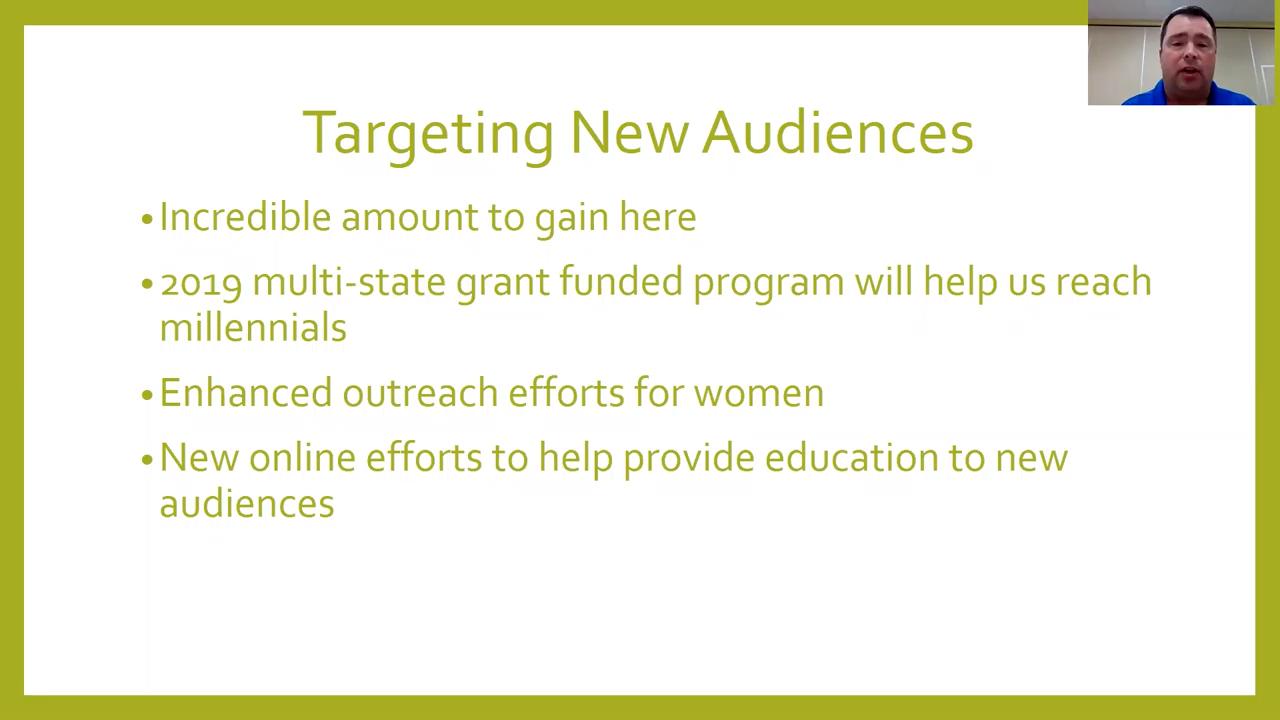 Targeting New Audiences
•Incredible amount to gain here
•2019 multi-state grant funded program will help us reach
millennials
•Enhanced outreach efforts for women
•New online efforts to help provide education to new
audiences